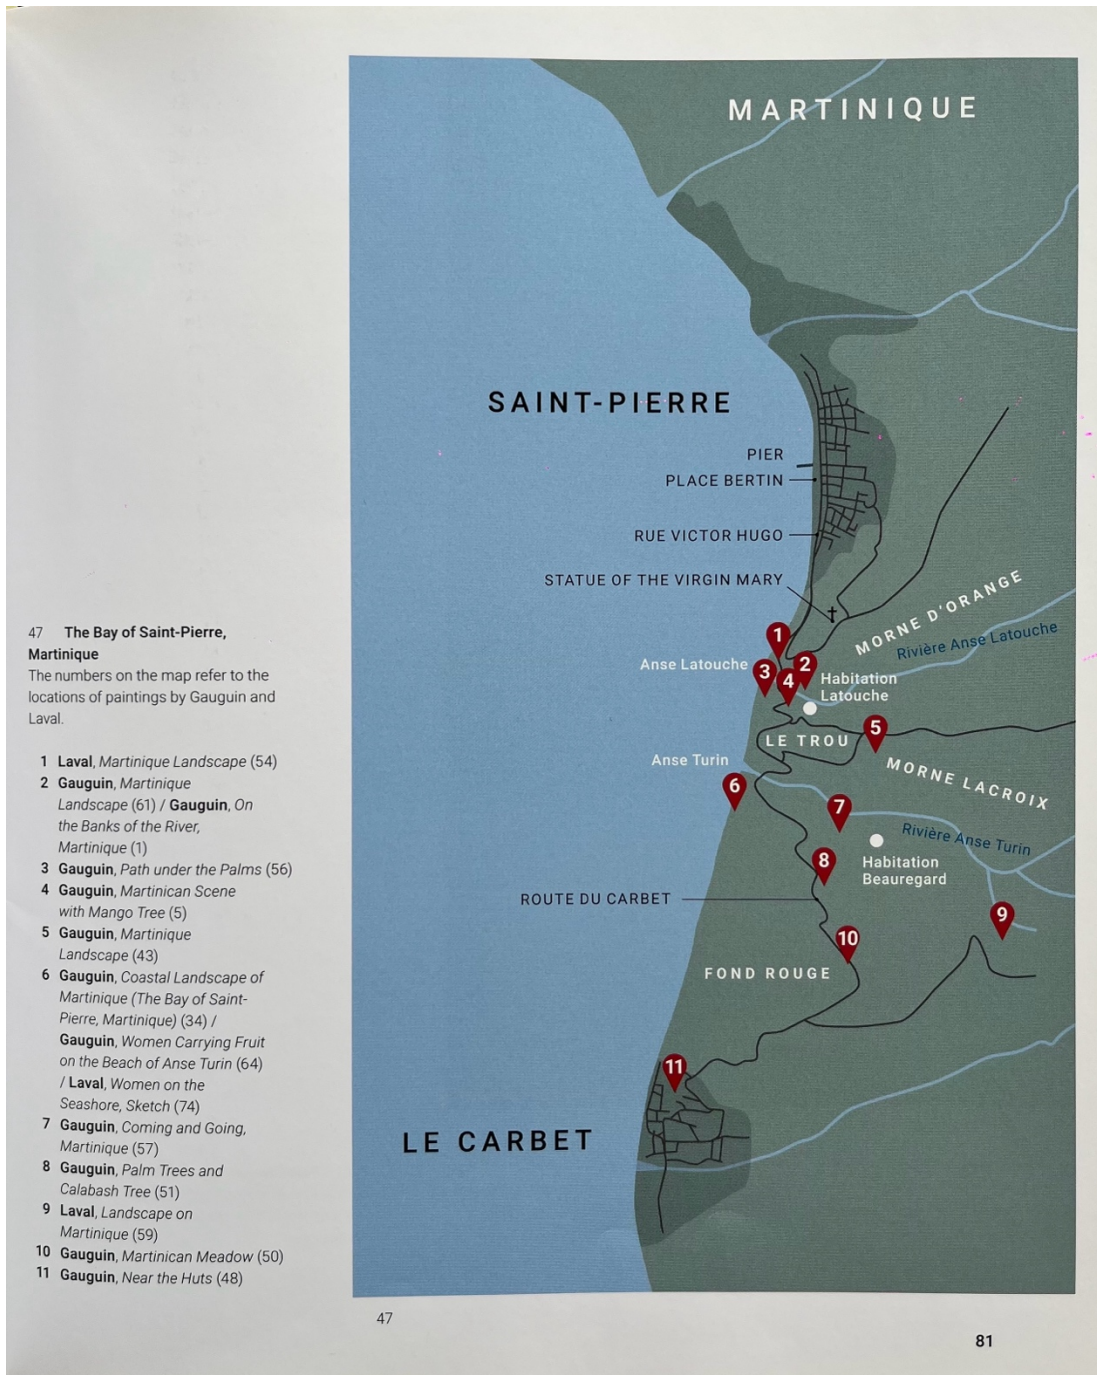 MARTINIQUE
SAINT-PIERRE
PIER
PLACE BERTIN
RUE VICTOR HUGO
STATUE OF THE VIRGIN MARY
MORNE D'ORANGE
Rivière Anse Latouche
1
Anse Latouche
3
4
2
Habitation
Latouche
5
LE TROU
Anse Turin
MORNE LACROIX
6
7
Rivière Anse Turin
8
Habitation
Beauregard
ROUTE DU CARBET
9
10
FOND ROUGE
11
LE CARBET
47 The Bay of Saint-Pierre,
Martinique
The numbers on the map refer to the
locations of paintings by Gauguin and
Laval.
1 Laval, Martinique Landscape (54)
2 Gauguin, Martinique
Landscape (61) / Gauguin, On
the Banks of the River,
Martinique (1)
3 Gauguin, Path under the Palms (56)
4 Gauguin, Martinican Scene
with Mango Tree (5)
5 Gauguin, Martinique
Landscape (43)
6 Gauguin, Coastal Landscape of
Martinique (The Bay of Saint-
Pierre, Martinique) (34) /
Gauguin, Women Carrying Fruit
on the Beach of Anse Turin (64)
/ Laval, Women on the
Seashore, Sketch (74)
7 Gauguin, Coming and Going,
Martinique (57)
8 Gauguin, Palm Trees and
Calabash Tree (51)
9 Laval, Landscape on
Martinique (59)
10 Gauguin, Martinican Meadow (50)
11 Gauguin, Near the Huts (48)
47
81